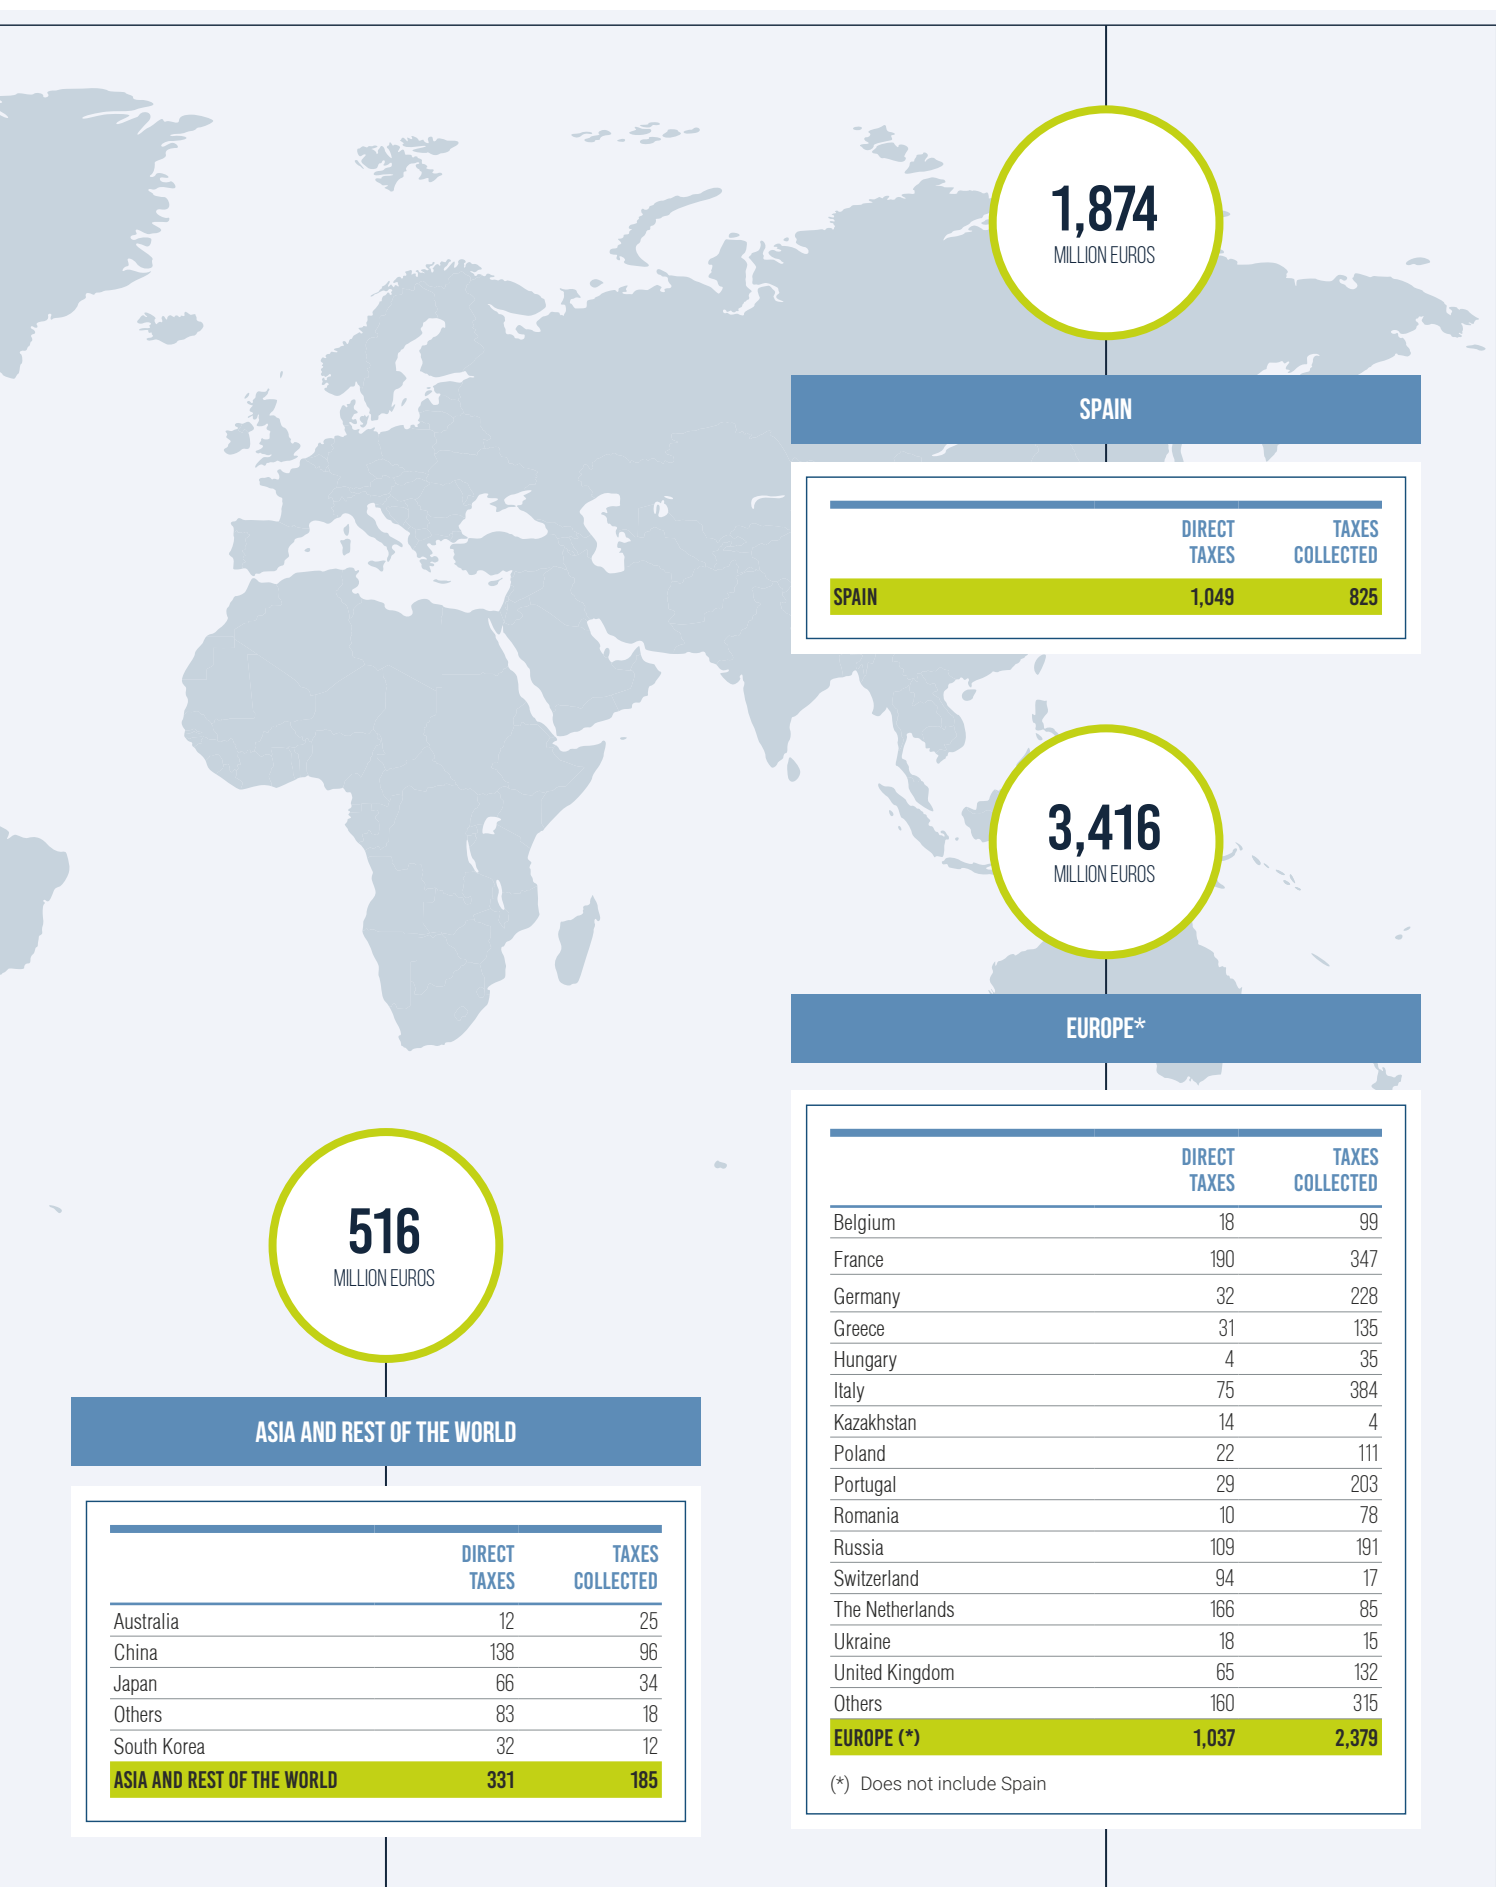 1,874
MILLION EUROS
SPAIN
DIRECT TAXES
TAXES COLLECTED
SPAIN 1,049 825
3,416
MILLION EUROS
EUROPE*
DIRECT TAXES
TAXES COLLECTED
Belgium 18 99
France 190 347
Germany 32 228
Greece 31 135
Hungary 4 35
Italy 75 384
Kazakhstan 14 4
Poland 22 111
Portugal 29 203
Romania 10 78
Russia 109 191
Switzerland 94 17
The Netherlands 166 85
Ukraine 18 15
United Kingdom 65 132
Others 160 315
EUROPE (*) 1,037 2,379
(*) Does not include Spain
516
MILLION EUROS
ASIA AND REST OF THE WORLD
DIRECT TAXES
TAXES COLLECTED
Australia 12 25
China 138 96
Japan 66 34
Others 83 18
South Korea 32 12
ASIA AND REST OF THE WORLD 331 185